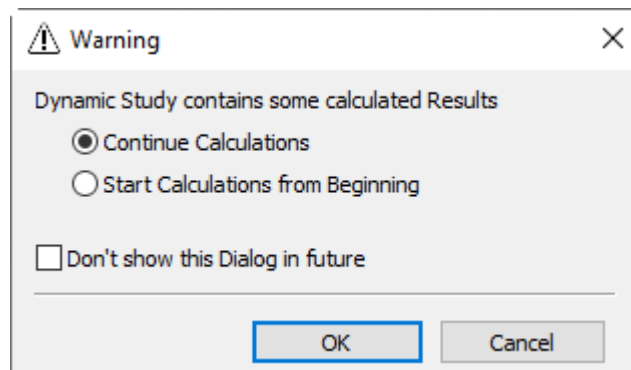 Warning
Dynamic Study contains some calculated Results
Continue Calculations
Start Calculations from Beginning
Don't show this Dialog in future
OK Cancel